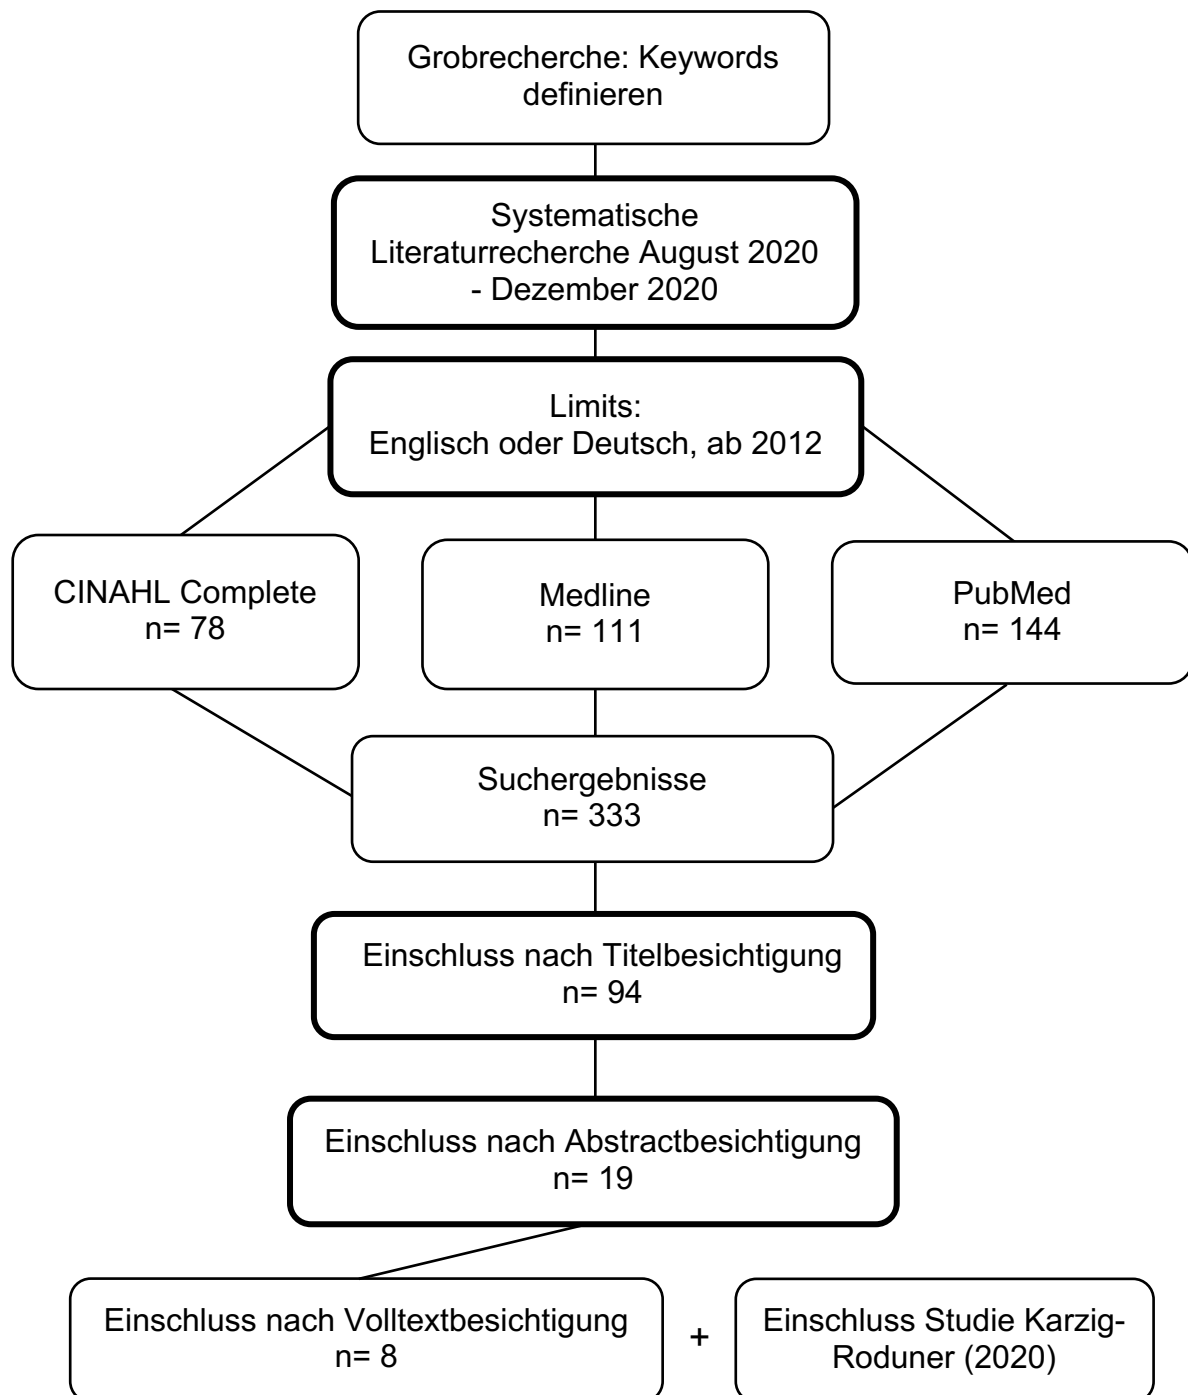 Grobrecherche: Keywords
definieren
Systematische
Literaturrecherche August 2020
- Dezember 2020
Limits:
Englisch oder Deutsch, ab 2012
CINAHL Complete
n= 78
Medline
n= 111
PubMed
n= 144
Suchergebnisse
n= 333
Einschluss nach Titelbesichtigung
n= 94
Einschluss nach Abstractbesichtigung
n= 19
Einschluss nach Volltextbesichtigung
n= 8
+
Einschluss Studie Karzig-
Roduner (2020)